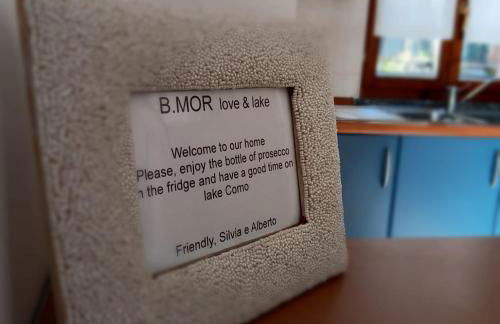 B.MOR love & lake
Welcome to our home
Please, enjoy the bottle of prosecco
n the fridge and have a good time on
lake Como
Friendly, Silvia e Alberto